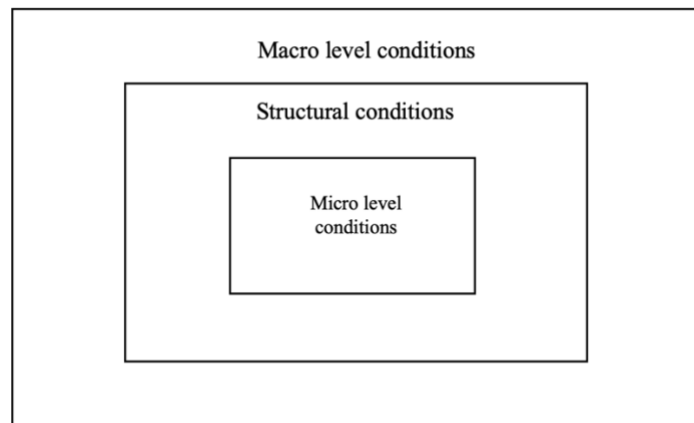 Macro level conditions
Structural conditions
Micro level
conditions